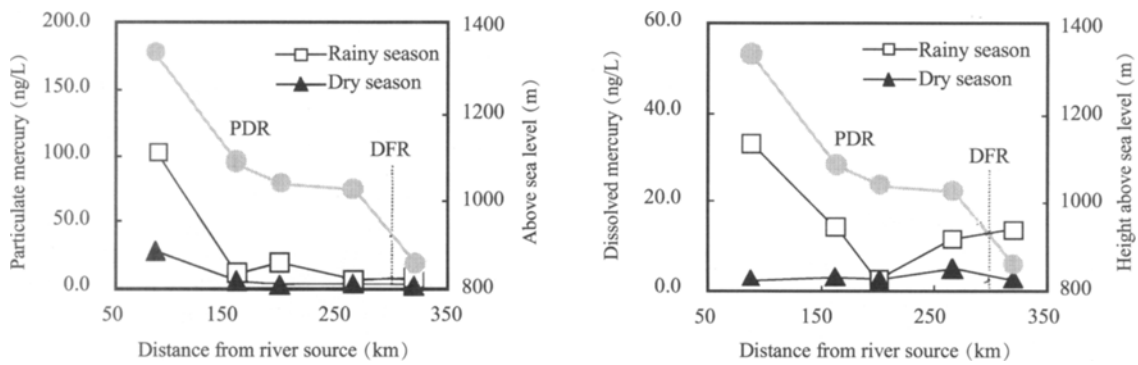 Particulate mercury (ng/L)
200.0
150.0
100.0
50.0
0.0
Rainy season
Dry season
PDR
DFR
1400
1200
1000
800
Above sea level (m)
50
150
250
350
Distance from river source (km)
Dissolved mercury (ng/L)
60.0
40.0
20.0
0.0
Rainy season
Dry season
PDR
DFR
1400
1200
1000
800
Height above sea level (m)
50
150
250
350
Distance from river source (km)